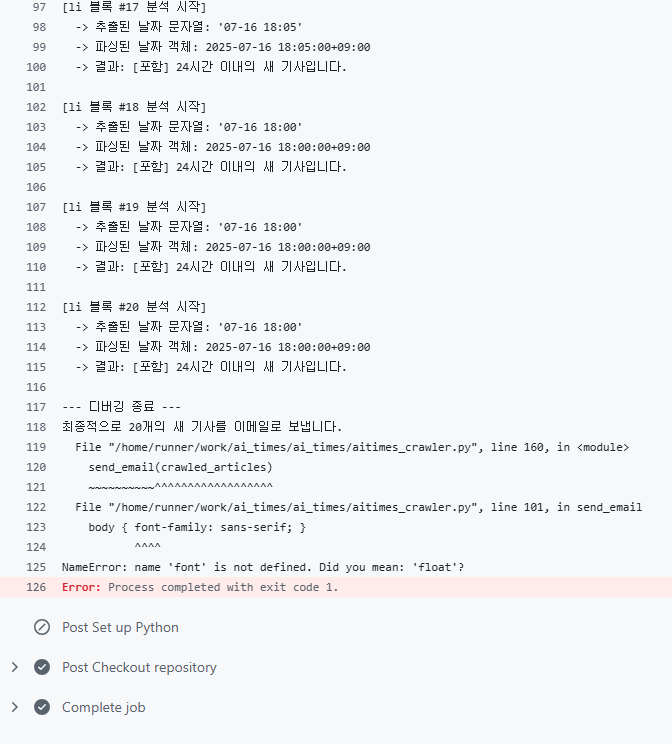 97 [li 블록 #17 분석 시작]
98 -> 추출된 날짜 문자열: '07-16 18:05'
99 -> 파싱된 날짜 객체: 2025-07-16 18:05:00+09:00
100 -> 결과: [포함] 24시간 이내의 새 기사입니다.
101
102 [li 블록 #18 분석 시작]
103 -> 추출된 날짜 문자열: '07-16 18:00'
104 -> 파싱된 날짜 객체: 2025-07-16 18:00:00+09:00
105 -> 결과: [포함] 24시간 이내의 새 기사입니다.
106
107 [li 블록 #19 분석 시작]
108 -> 추출된 날짜 문자열: '07-16 18:00'
109 -> 파싱된 날짜 객체: 2025-07-16 18:00:00+09:00
110 -> 결과: [포함] 24시간 이내의 새 기사입니다.
111
112 [li 블록 #20 분석 시작]
113 -> 추출된 날짜 문자열: '07-16 18:00'
114 -> 파싱된 날짜 객체: 2025-07-16 18:00:00+09:00
115 -> 결과: [포함] 24시간 이내의 새 기사입니다.
116
117 --- 디버깅 종료 ---
118 최종적으로 20개의 새 기사를 이메일로 보냅니다.
119 File "/home/runner/work/ai_times/ai_times/aitimes_crawler.py", line 160, in <module>
120 send_email(crawled_articles)
121 ~~~~~~~~~~^^^^^^^^^^^^^^^^^^
122 File "/home/runner/work/ai_times/ai_times/aitimes_crawler.py", line 101, in send_email
123 body { font-family: sans-serif; }
124 ^^^^
125 NameError: name 'font' is not defined. Did you mean: 'float'?
126 Error: Process completed with exit code 1.
Post Set up Python
Post Checkout repository
Complete job